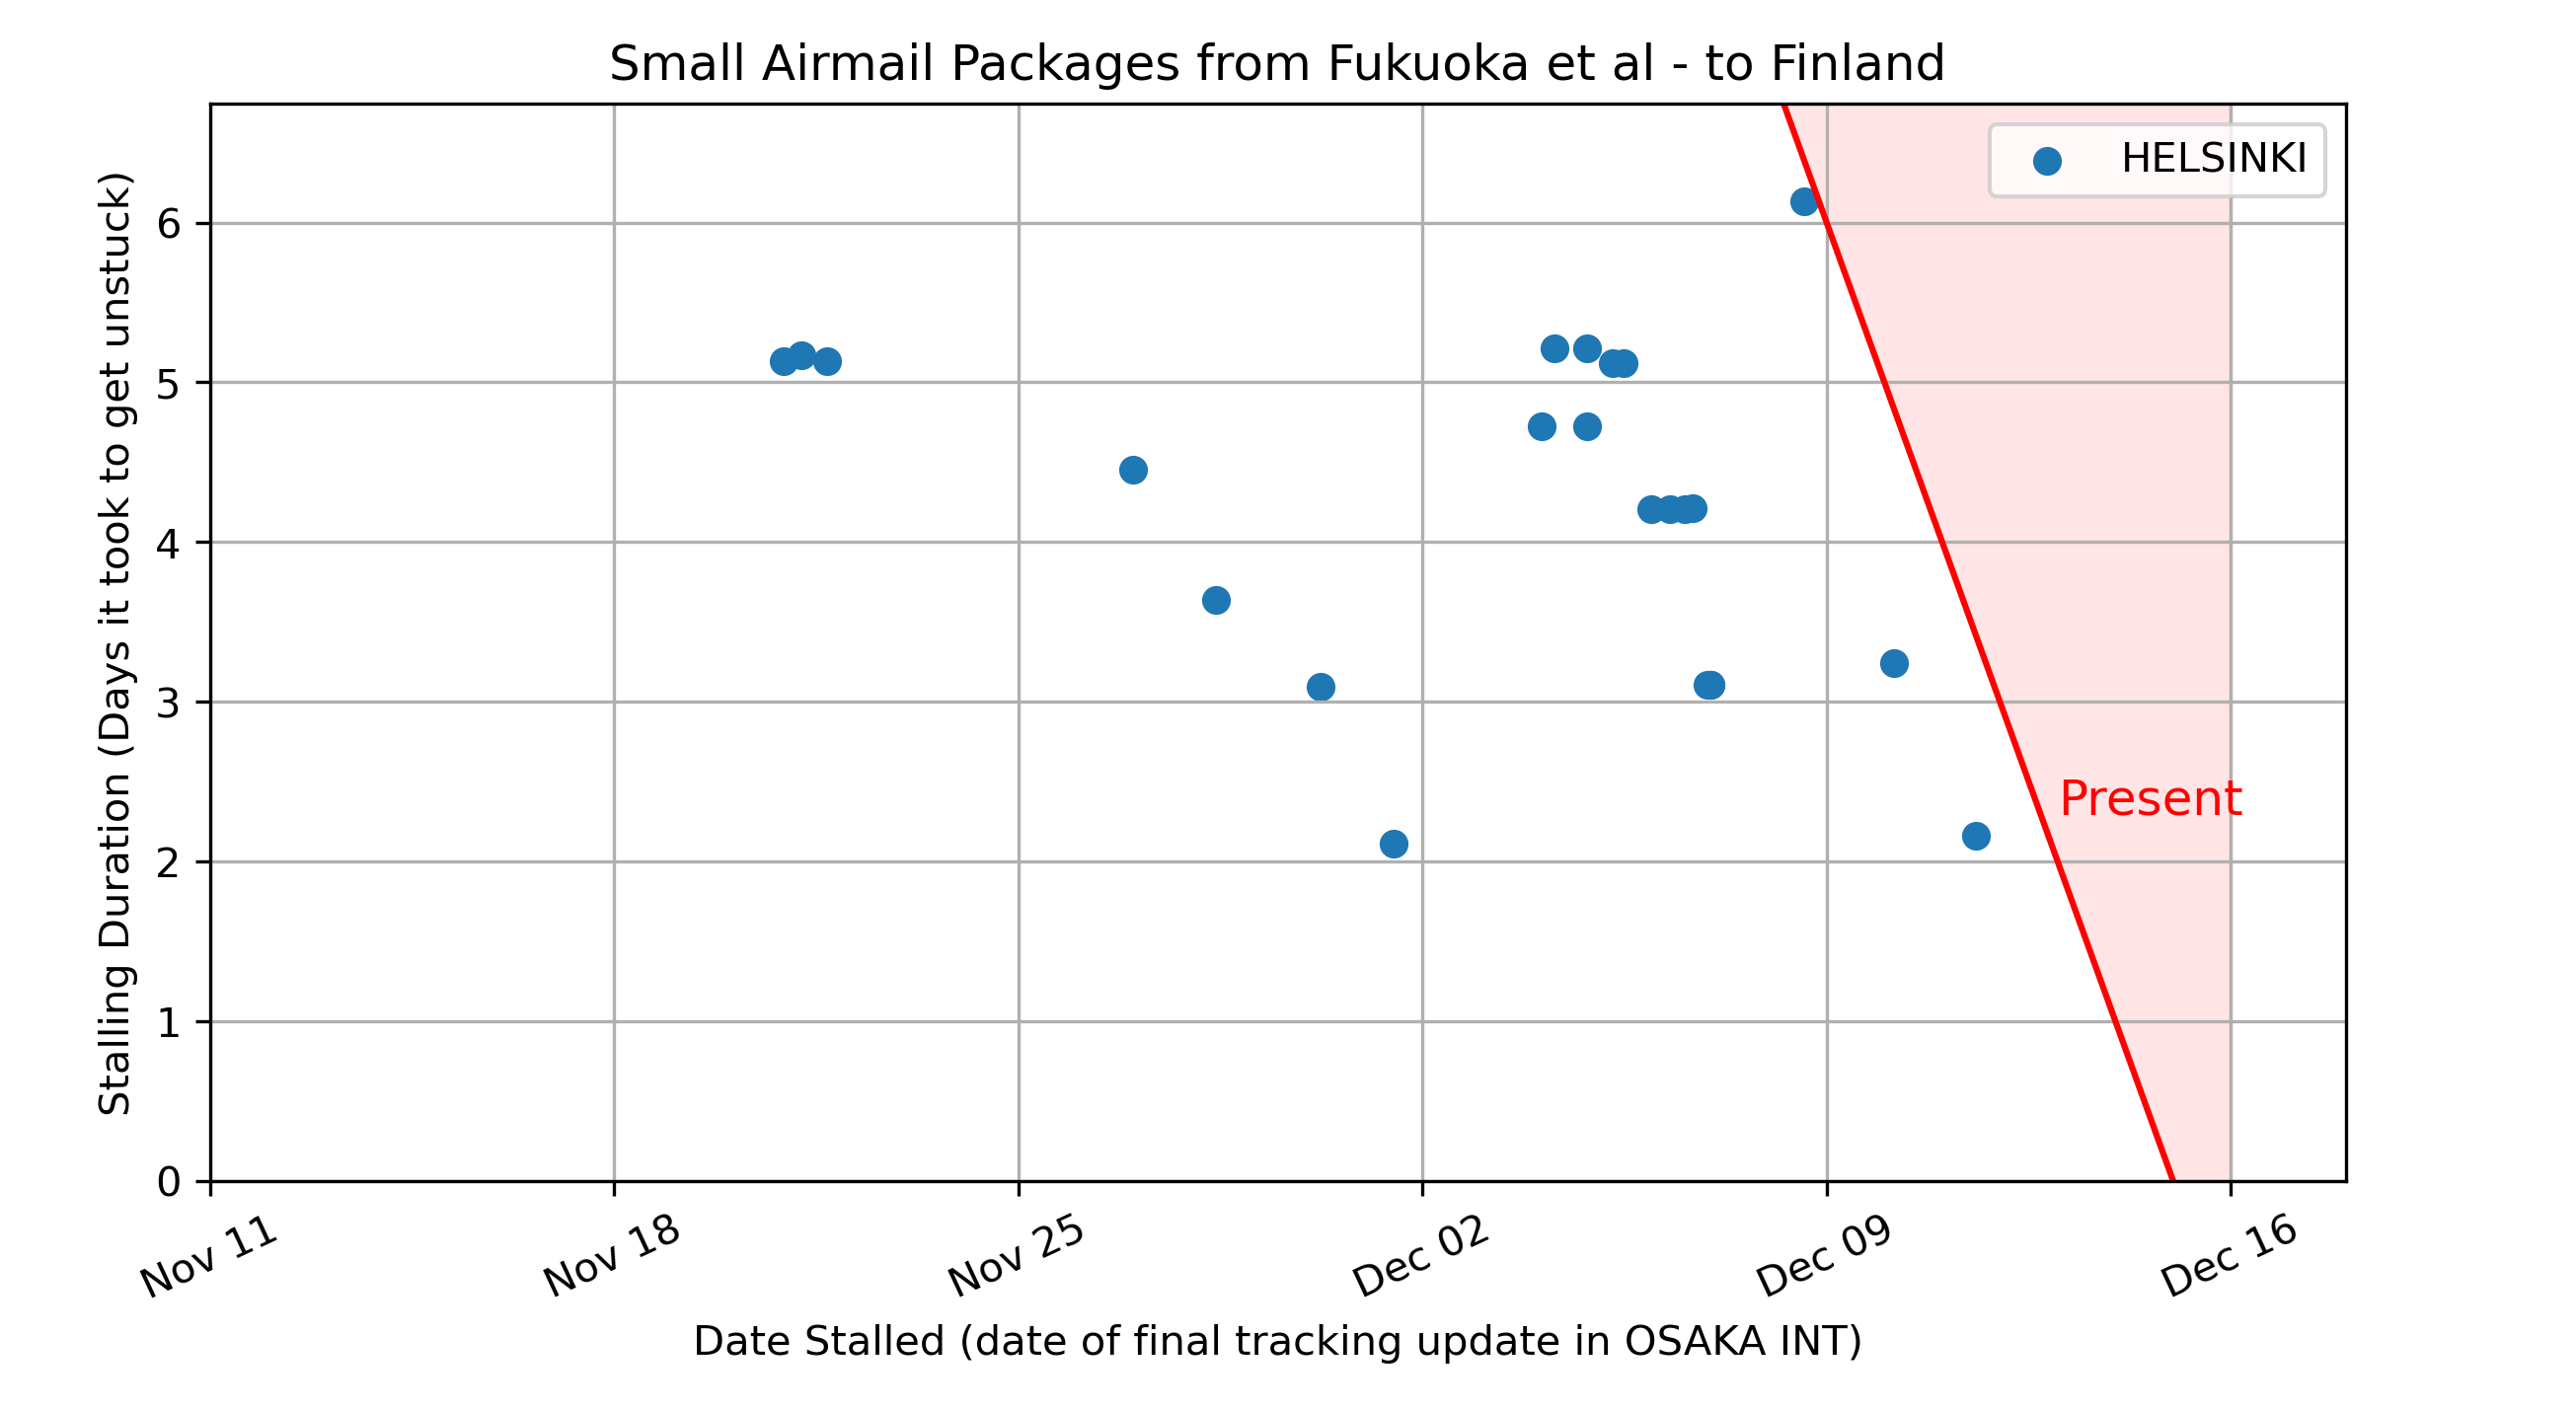 Small Airmail Packages from Fukuoka et al - to Finland
HELSINKI
Stalling Duration (Days it took to get unstuck)
6
5
4
3
2
1
0
Present
Nov 11
Nov 18
Nov 25
Dec 02
Dec 09
Dec 16
Date Stalled (date of final tracking update in OSAKA INT)